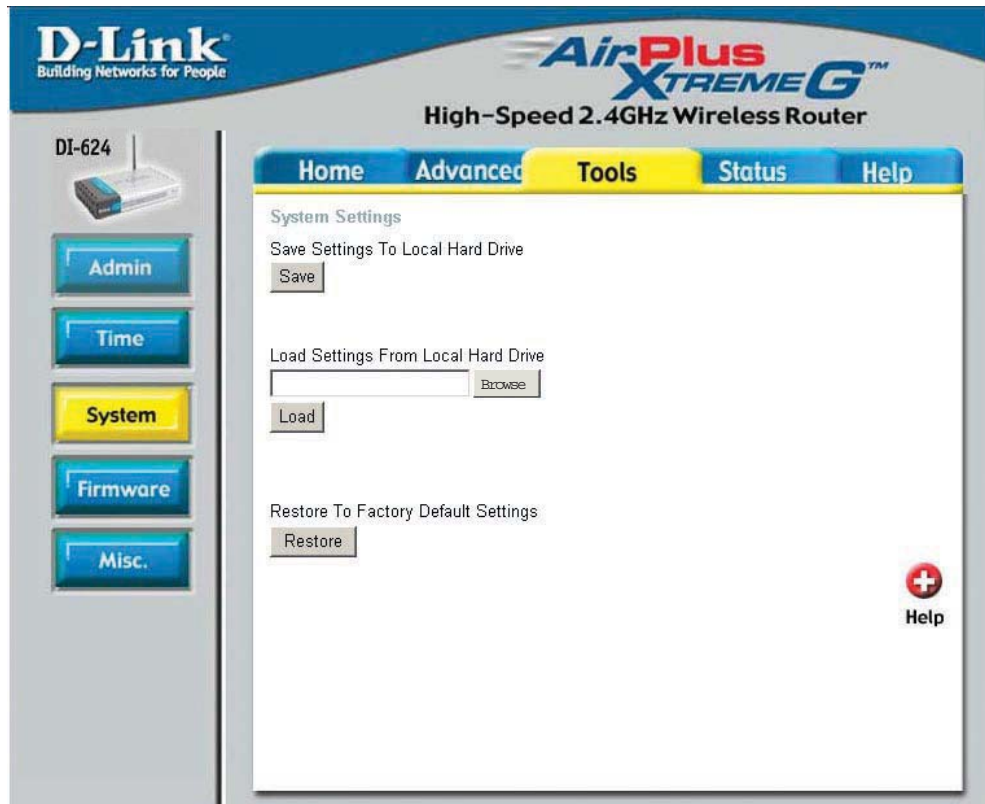 D-Link
Building Networks for People
AirPlus
XTREME G™
High-Speed 2.4GHz Wireless Router
DI-624
Home Advanced Tools Status Help
Admin
Time
System
Firmware
Misc.
System Settings
Save Settings To Local Hard Drive
Save
Load Settings From Local Hard Drive
Browse
Load
Restore To Factory Default Settings
Restore
Help